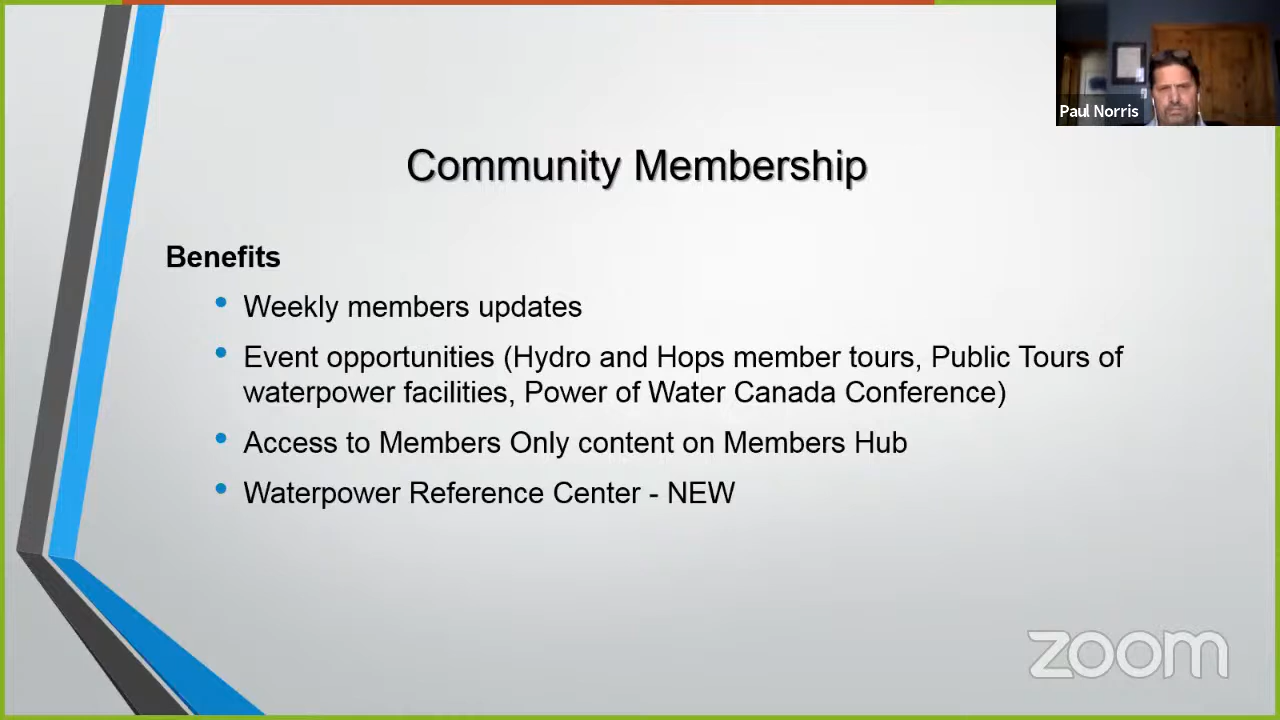 Paul Norris
Community Membership
Benefits
• Weekly members updates
• Event opportunities (Hydro and Hops member tours, Public Tours of
waterpower facilities, Power of Water Canada Conference)
• Access to Members Only content on Members Hub
• Waterpower Reference Center - NEW
zoom